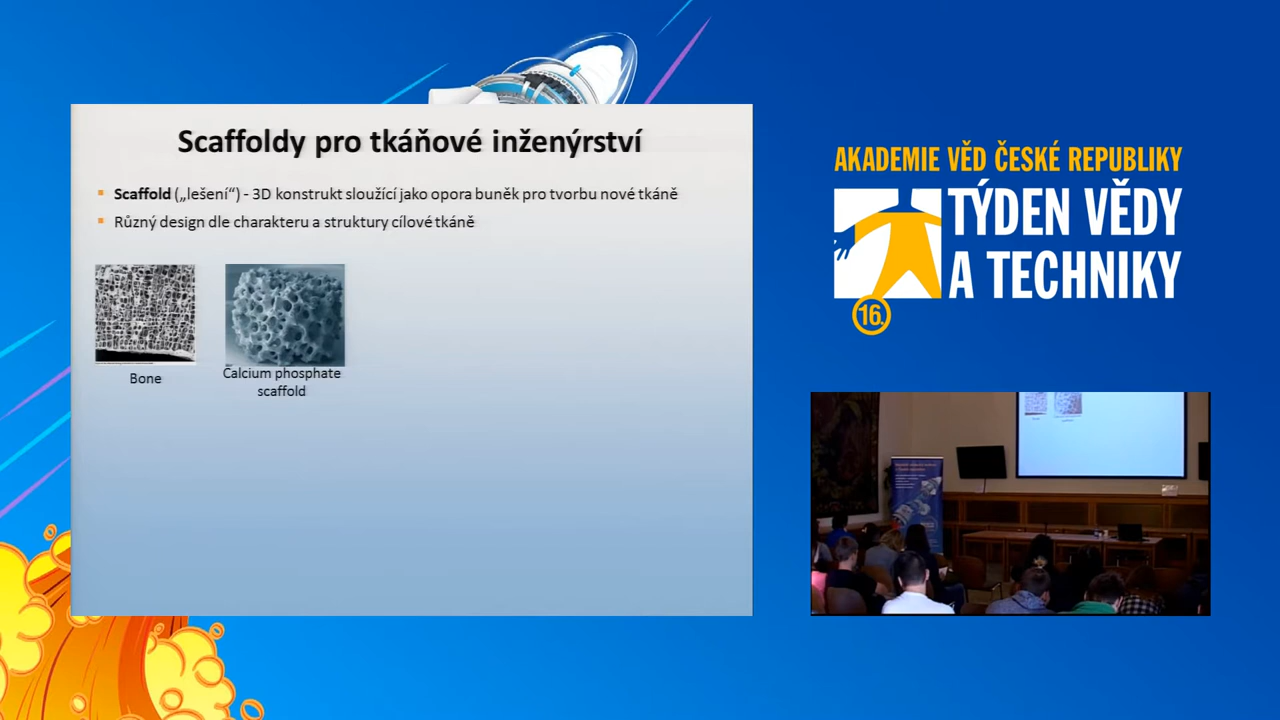 Scaffoldy pro tkáňové inženýrství
Scaffold („lešení“) - 3D konstrukt sloužící jako opora buněk pro tvorbu nové tkáně
Různý design dle charakteru a struktury cílové tkáně
Bone
Calcium phosphate
scaffold
AKADEMIE VĚD ČESKÉ REPUBLIKY
TÝDEN VĚDY
A TECHNIKY
16.